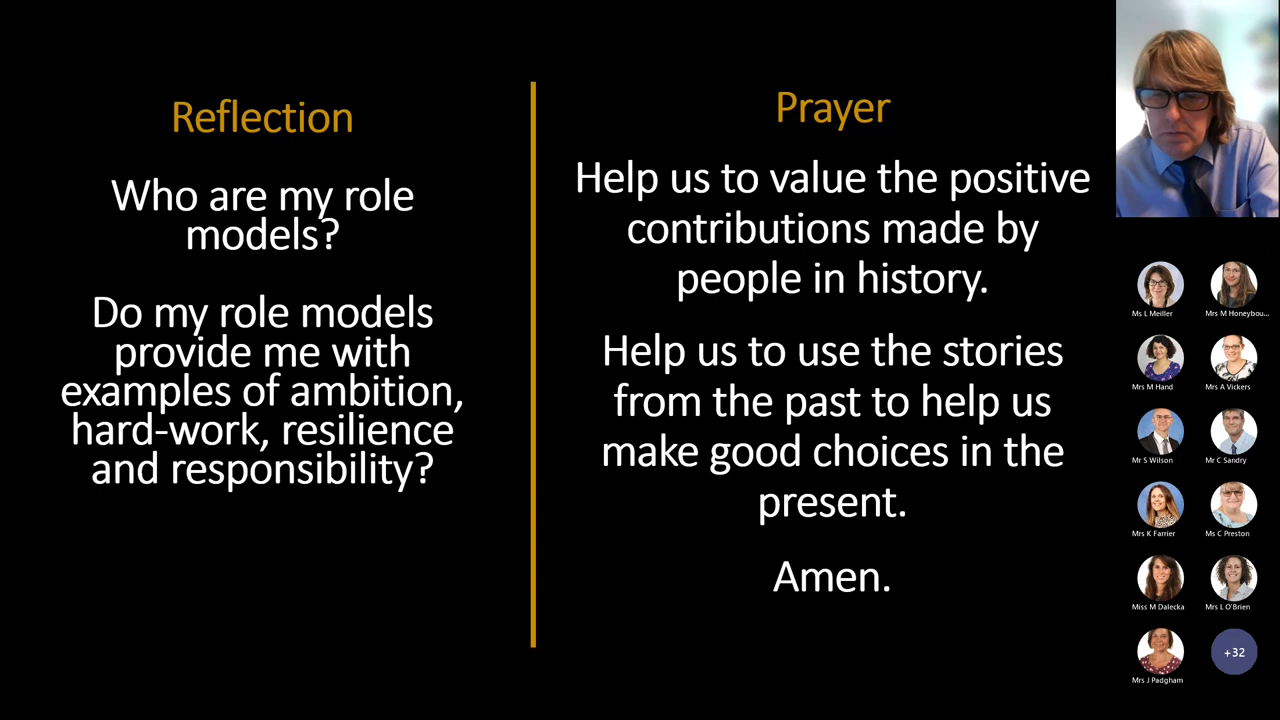 Reflection
Who are my role
models?
Do my role models
provide me with
examples of ambition,
hard-work, resilience
and responsibility?
Prayer
Help us to value the positive
contributions made by
people in history.
Help us to use the stories
from the past to help us
make good choices in the
present.
Amen.
Ms L Meiller
Mrs M Honeybou...
Mrs M Hand
Mrs A Vickers
Mr S Wilson
Mr C Sandry
Mrs K Farrier
Ms C Preston
Miss M Dalecka
Mrs L O'Brien
Mrs J Padgham
+32